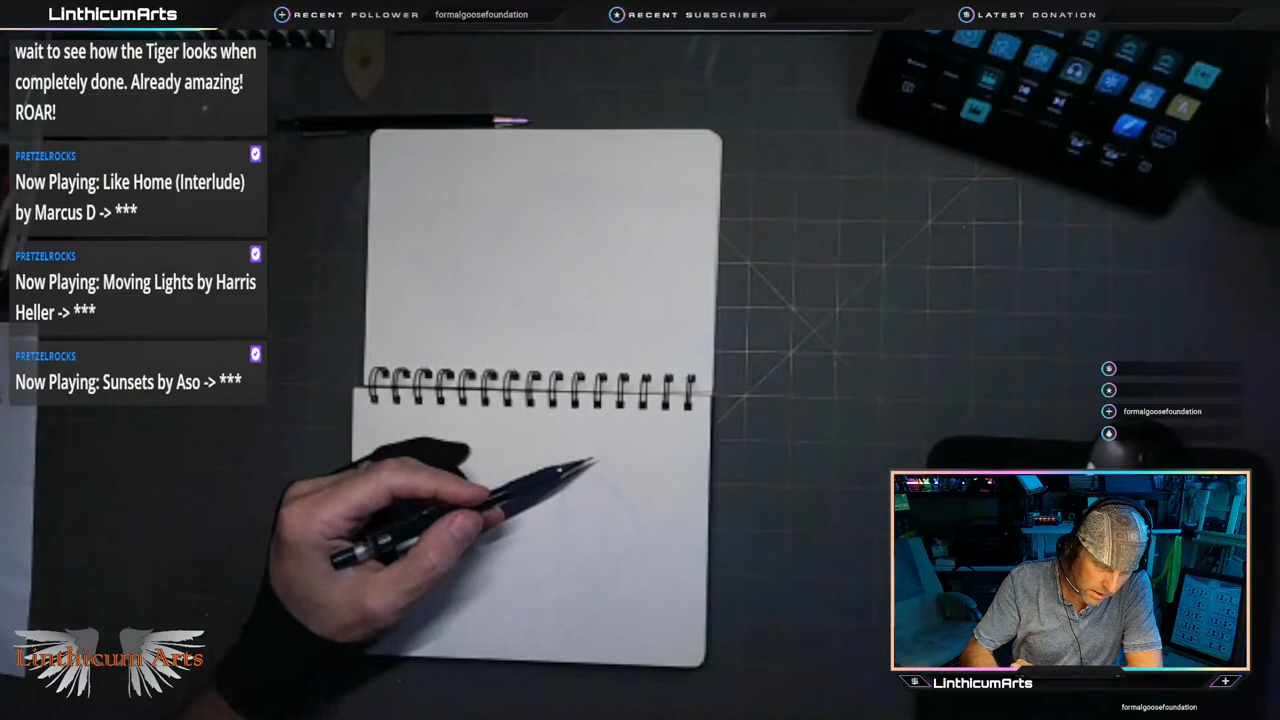 LinthicumArts
RECENT FOLLOWER
formalgoosefoundation
RECENT SUBSCRIBER
LATEST DONATION
wait to see how the Tiger looks when
completely done. Already amazing!
ROAR!
PRETZELROCKS
Now Playing: Like Home (Interlude)
by Marcus D -> ***
PRETZELROCKS
Now Playing: Moving Lights by Harris
Heller -> ***
PRETZELROCKS
Now Playing: Sunsets by Aso -> ***
formalgoosefoundation
Linthicum Arts
LinthicumArts
formalgoosefoundation